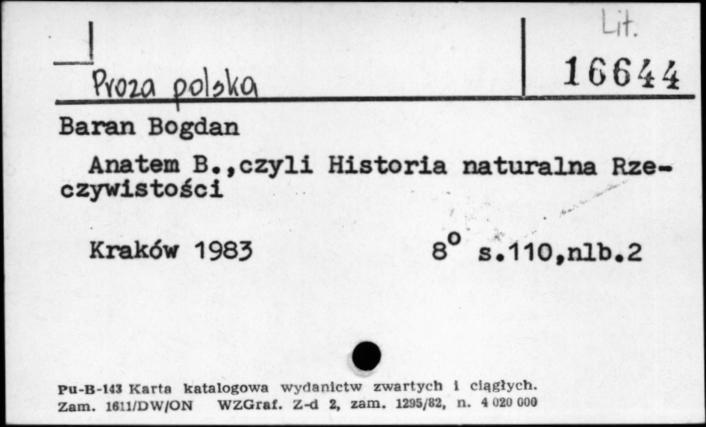 Lit.
16644
Proza polska
Baran Bogdan
Anatem B.,czyli Historia naturalna Rze-
czywistości
Kraków 1983 8° s.110,nlb.2
Pu-B-143 Karta katalogowa wydawnictw zwartych i ciągłych.
Zam. 1611/DW/ON WZGraf. Z-d 2, zam. 1295/82, n. 4 020 000